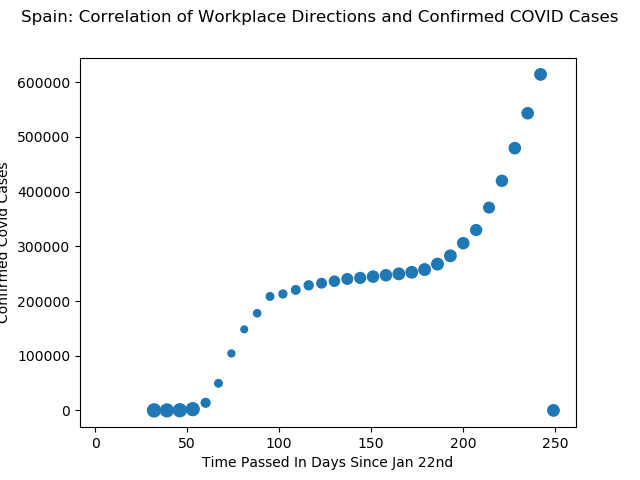 Spain: Correlation of Workplace Directions and Confirmed COVID Cases
600000
500000
400000
300000
200000
100000
0
Confirmed Covid Cases
0 50 100 150 200 250
Time Passed In Days Since Jan 22nd